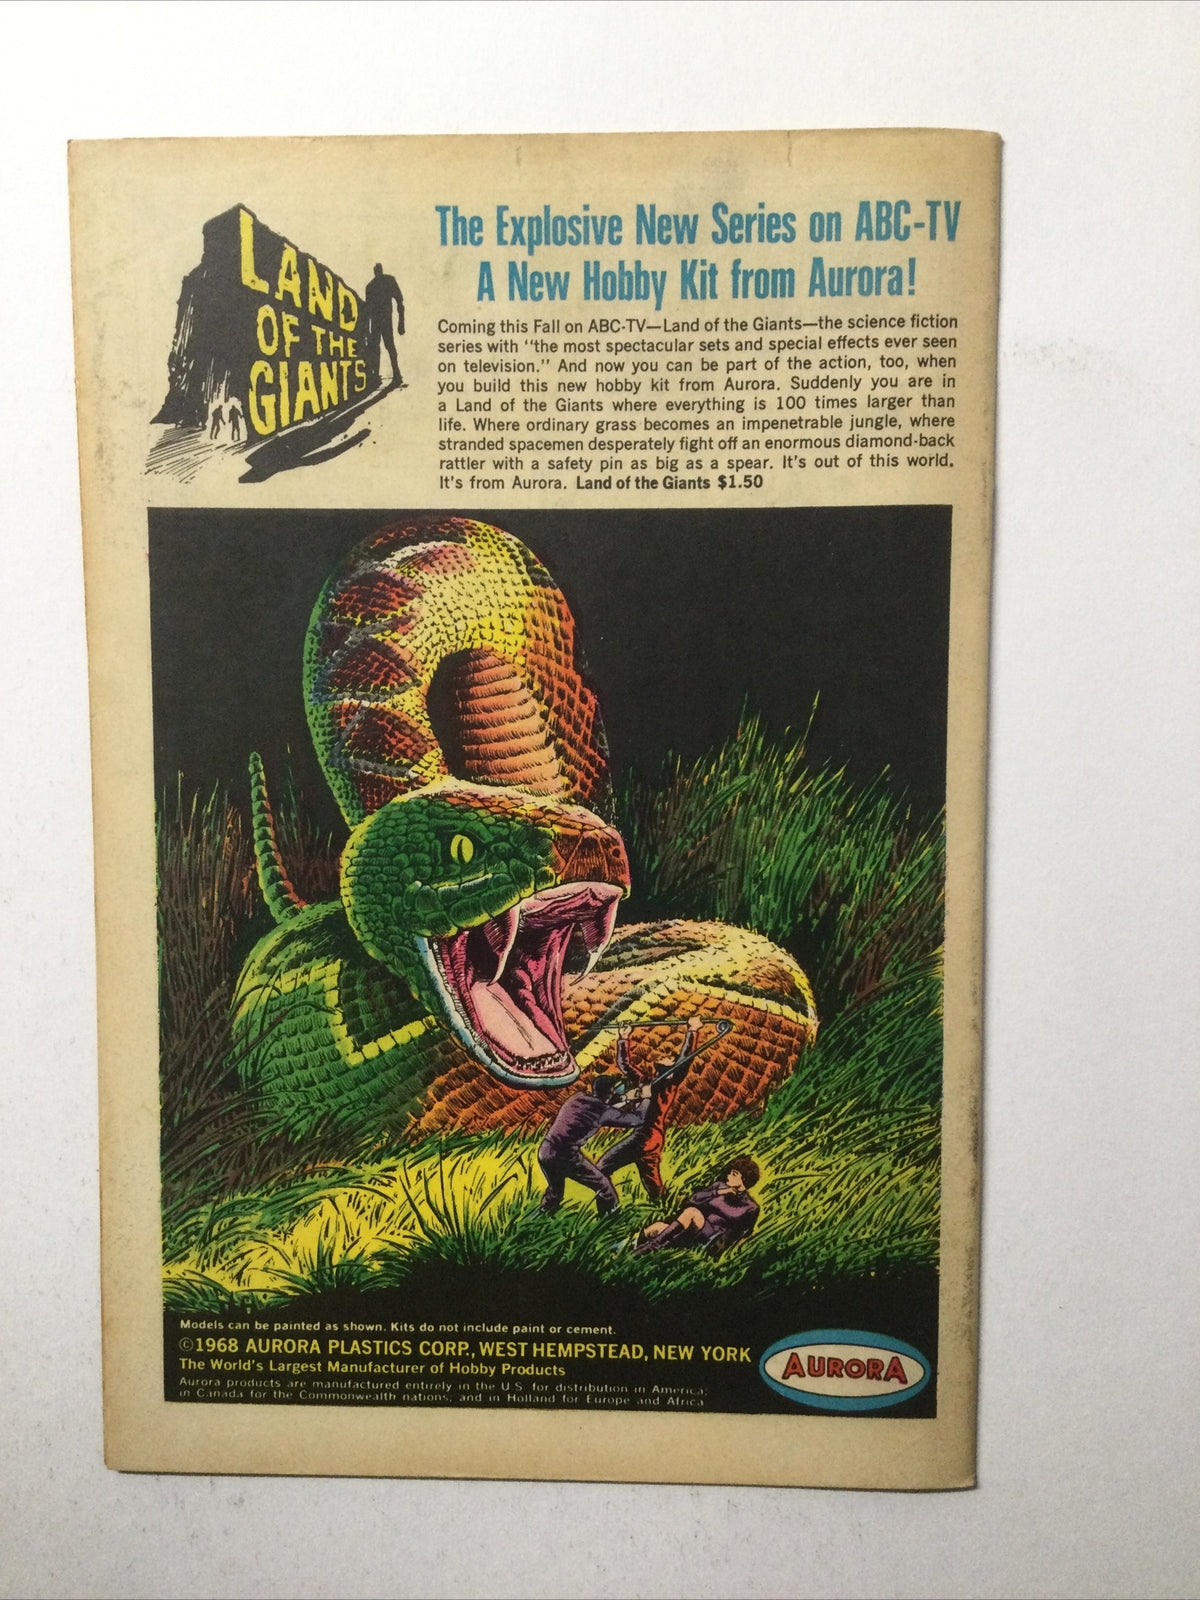 LAND
OF THE
GIANTS
The Explosive New Series on ABC-TV
A New Hobby Kit from Aurora!
Coming this Fall on ABC-TV—Land of the Giants—the science fiction
series with "the most spectacular sets and special effects ever seen
on television." And now you can be part of the action, too, when
you build this new hobby kit from Aurora. Suddenly you are in
a Land of the Giants where everything is 100 times larger than
life. Where ordinary grass becomes an impenetrable jungle, where
stranded spacemen desperately fight off an enormous diamond-back
rattler with a safety pin as big as a spear. It's out of this world.
It's from Aurora. Land of the Giants $1.50
Models can be painted as shown. Kits do not include paint or cement.
©1968 AURORA PLASTICS CORP., WEST HEMPSTEAD, NEW YORK
The World's Largest Manufacturer of Hobby Products
Aurora products are manufactured entirely in the U.S. for distribution in America;
in Canada for the Commonwealth nations; and in Holland for Europe and Africa
AURORA